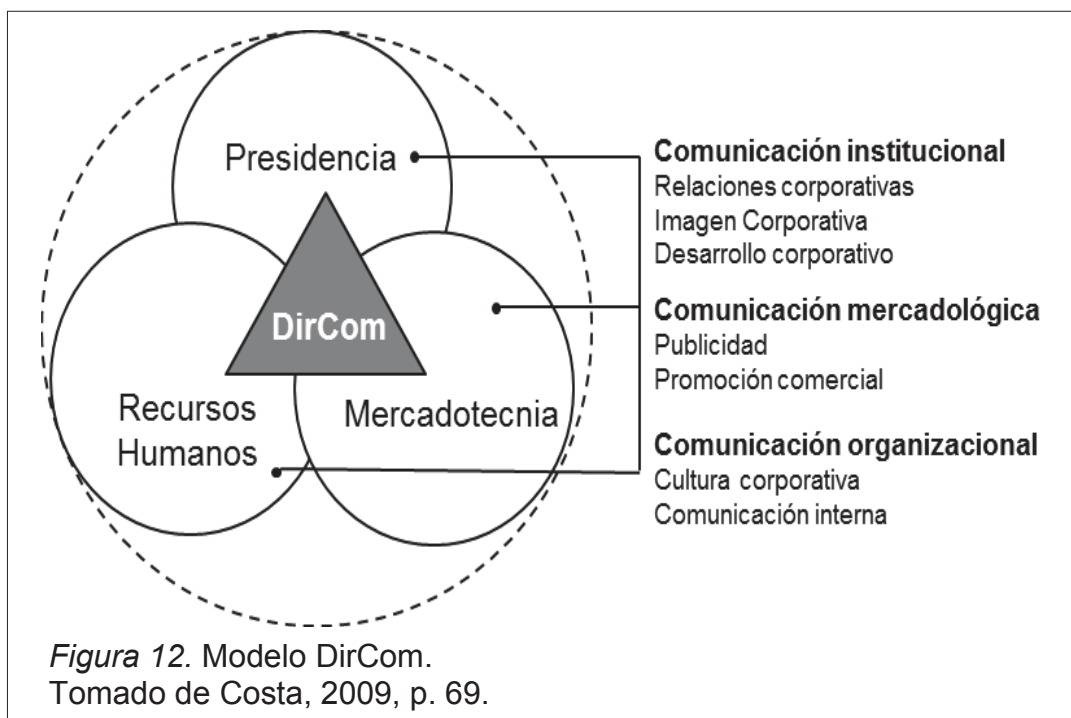 Presidencia
DirCom
Recursos
Humanos
Mercadotecnia
Comunicación institucional
Relaciones corporativas
Imagen Corporativa
Desarrollo corporativo
Comunicación mercadológica
Publicidad
Promoción comercial
Comunicación organizacional
Cultura corporativa
Comunicación interna
Figura 12. Modelo DirCom.
Tomado de Costa, 2009, p. 69.